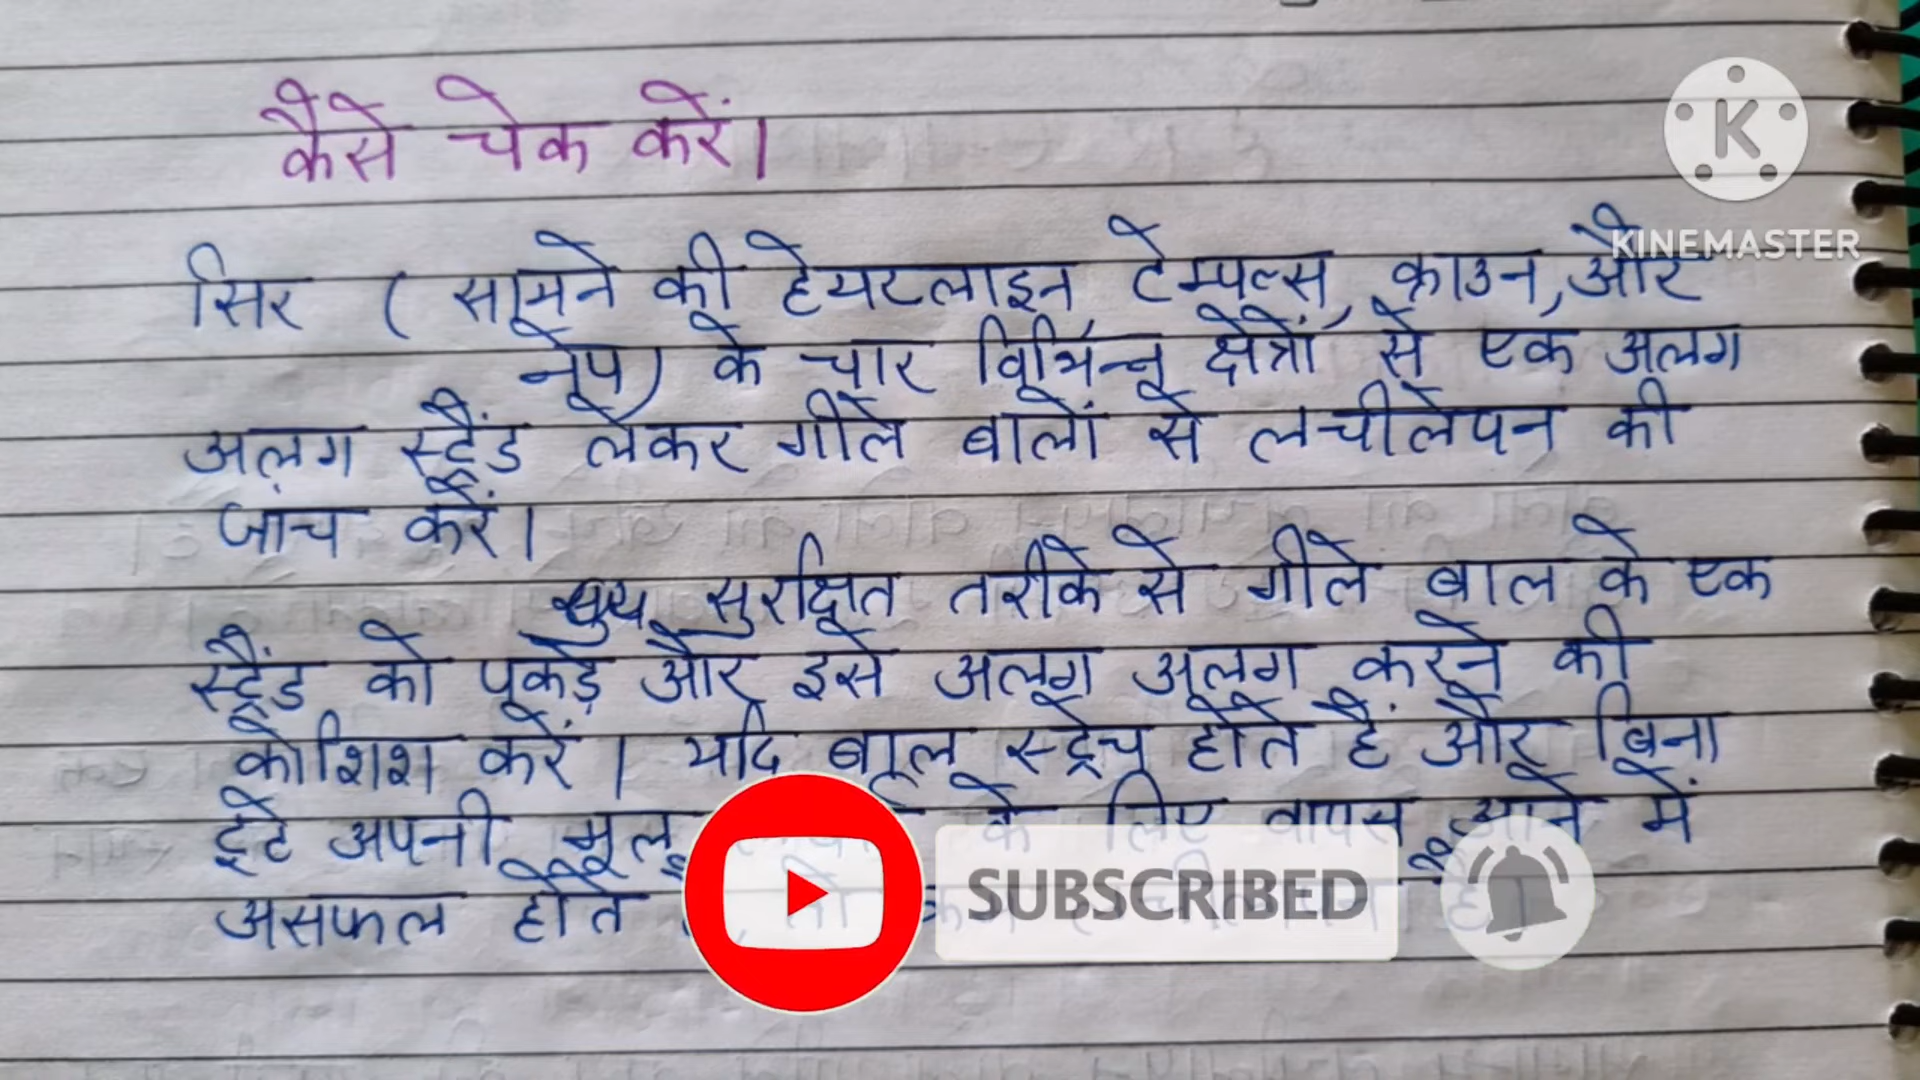 कैसे चेक करें।
KINEMASTER
सिर ( सामने की हेयरलाइन, टेम्पल्स, क्राउन, और
नेप) के चार विभिन्न क्षेत्रों से एक अलग
अलग स्ट्रैंड लेकर गीले बालों से लचीलेपन की
जांच करें।
सुरक्षित तरीके से गीले बाल के एक
स्ट्रैंड को पकड़े और इसे अलग अलग करने की
कोशिश करें। यदि बाल स्ट्रेच होते हैं और बिना
टूटे अपनी मूल के लिए वापस आने में
असफल होते तो कम है।
SUBSCRIBED